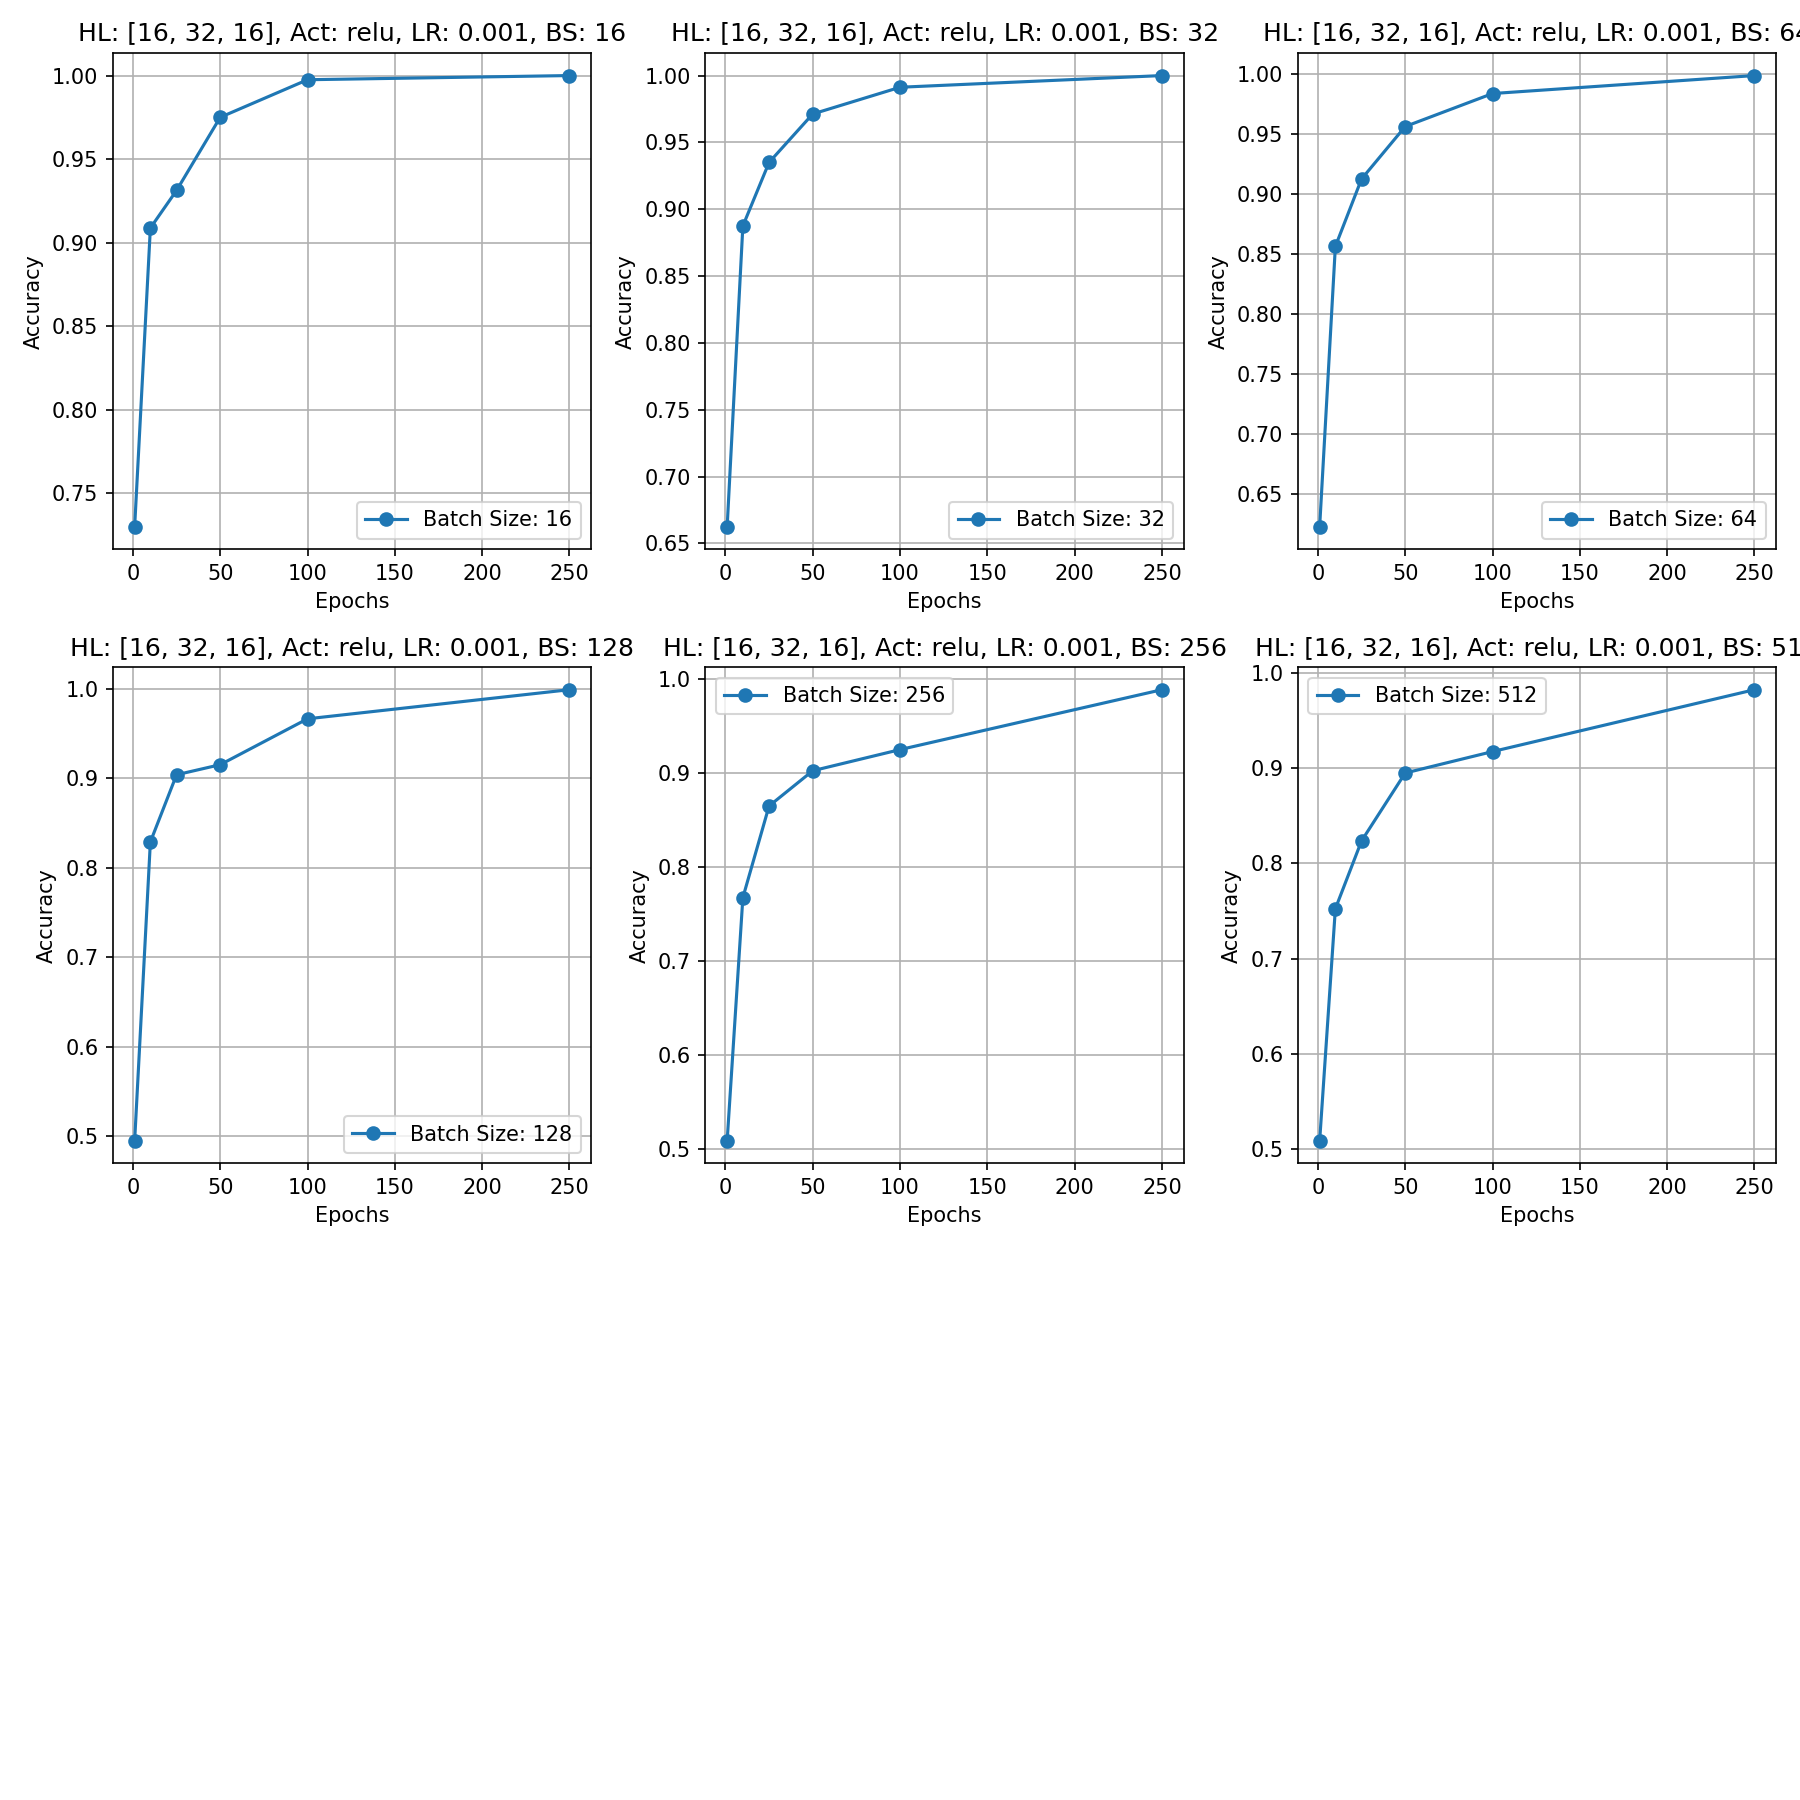 HL: [16, 32, 16], Act: relu, LR: 0.001, BS: 16
1.00
0.95
0.90
0.85
0.80
0.75
Accuracy
Batch Size: 16
0 50 100 150 200 250
Epochs
HL: [16, 32, 16], Act: relu, LR: 0.001, BS: 32
1.00
0.95
0.90
0.85
0.80
0.75
0.70
0.65
Accuracy
Batch Size: 32
0 50 100 150 200 250
Epochs
HL: [16, 32, 16], Act: relu, LR: 0.001, BS: 64
1.00
0.95
0.90
0.85
0.80
0.75
0.70
0.65
Accuracy
Batch Size: 64
0 50 100 150 200 250
Epochs
HL: [16, 32, 16], Act: relu, LR: 0.001, BS: 128
1.0
0.9
0.8
0.7
0.6
0.5
Accuracy
Batch Size: 128
0 50 100 150 200 250
Epochs
HL: [16, 32, 16], Act: relu, LR: 0.001, BS: 256
1.0
0.9
0.8
0.7
0.6
0.5
Accuracy
Batch Size: 256
0 50 100 150 200 250
Epochs
HL: [16, 32, 16], Act: relu, LR: 0.001, BS: 51
1.0
0.9
0.8
0.7
0.6
0.5
Accuracy
Batch Size: 512
0 50 100 150 200 250
Epochs